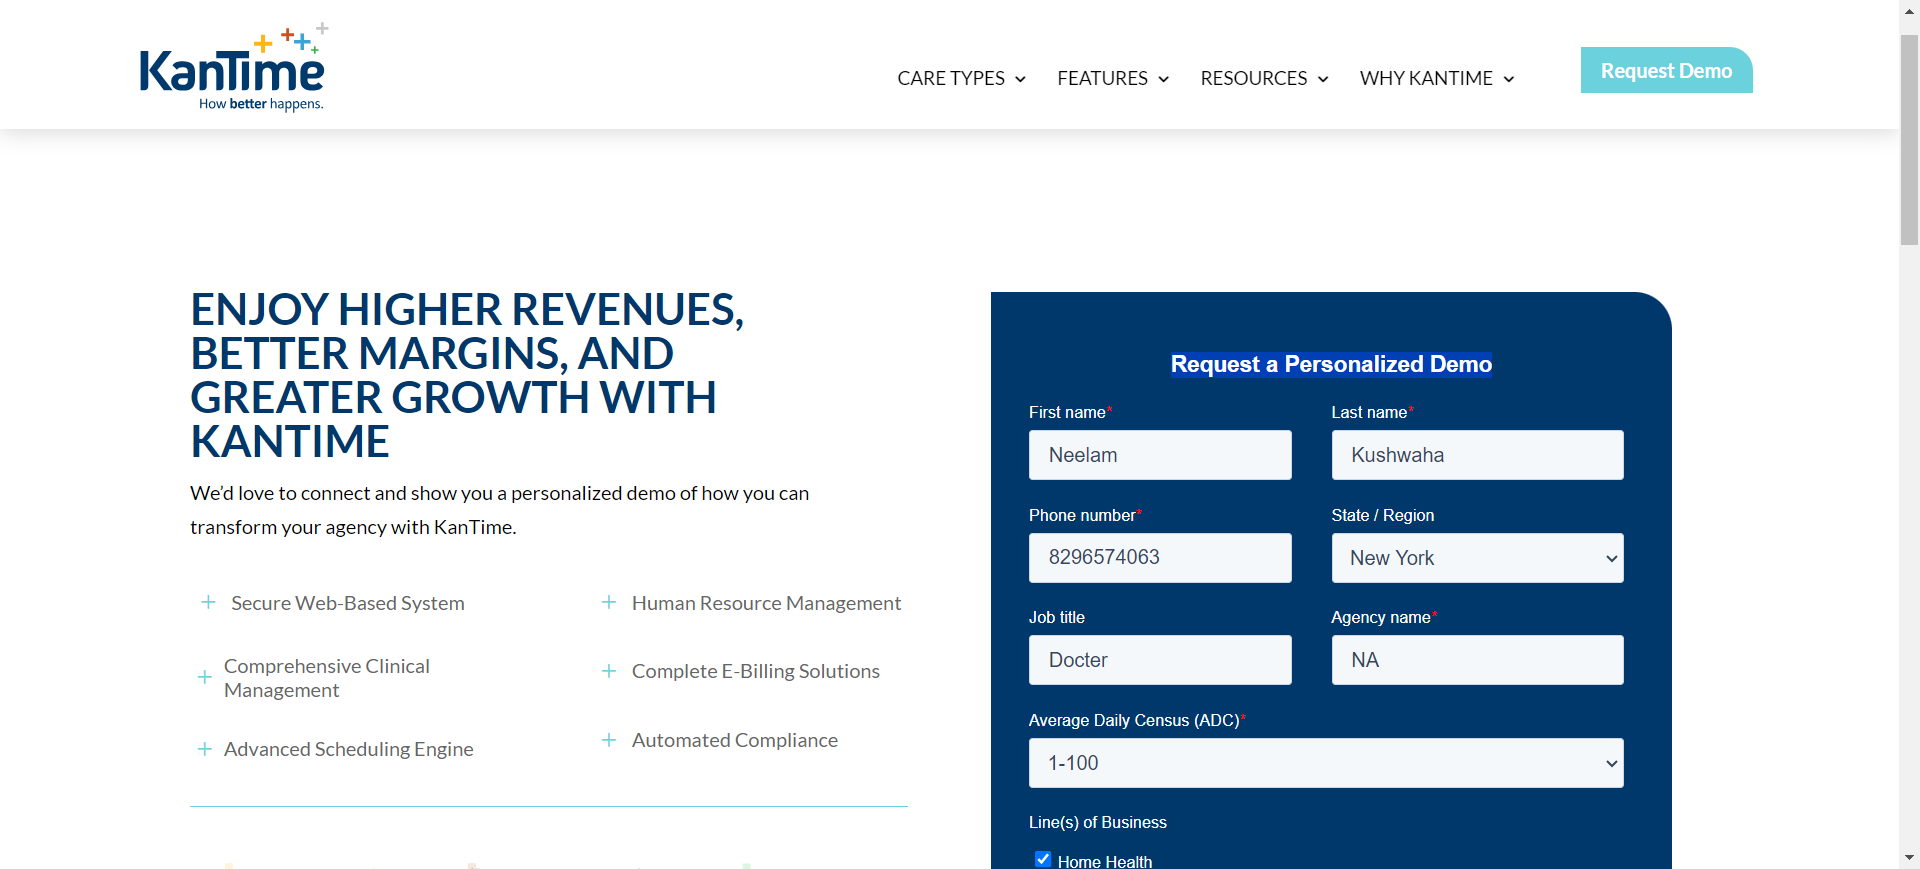 KanTime
How better happens.
CARE TYPES
FEATURES
RESOURCES
WHY KANTIME
Request Demo
ENJOY HIGHER REVENUES,
BETTER MARGINS, AND
GREATER GROWTH WITH
KANTIME
We’d love to connect and show you a personalized demo of how you can
transform your agency with KanTime.
Secure Web-Based System
Comprehensive Clinical
Management
Advanced Scheduling Engine
Human Resource Management
Complete E-Billing Solutions
Automated Compliance
Request a Personalized Demo
First name*
Neelam
Last name*
Kushwaha
Phone number*
8296574063
State / Region
New York
Job title
Docter
Agency name*
NA
Average Daily Census (ADC)*
1-100
Line(s) of Business
Home Health